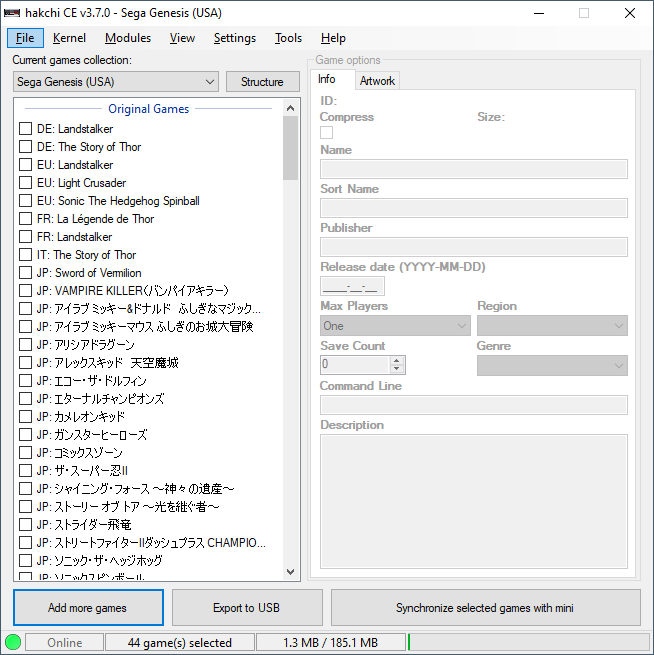 hakchi CE v3.7.0 - Sega Genesis (USA)
File Kernel Modules View Settings Tools Help
Current games collection:
Sega Genesis (USA)
Structure
Original Games
DE: Landstalker
DE: The Story of Thor
EU: Landstalker
EU: Light Crusader
EU: Sonic The Hedgehog Spinball
FR: La Légende de Thor
FR: Landstalker
IT: The Story of Thor
JP: Sword of Vermilion
JP: VAMPIRE KILLER(バンパイアキラー)
JP: アイラブ ミッキー&ドナルド ふしぎなマジック...
JP: アイラブ ミッキーマウス ふしぎのお城大冒険
JP: アリシアドラグーン
JP: アレックスキッド 天空魔城
JP: エコー・ザ・ドルフィン
JP: エターナルチャンピオンズ
JP: カメレオンキッド
JP: ガンスターヒーローズ
JP: コミックスゾーン
JP: ザ・スーパー忍II
JP: シャイニング・フォース ~神々の遺産~
JP: ストーリー オブ トア ~光を継ぐ者~
JP: ストライダー飛竜
JP: ストリートファイターIIダッシュプラス CHAMPIO...
JP: ソニック・ザ・ヘッジホッグ
JP: ソニックスピンボール
Game options
Info Artwork
ID:
Compress Size:
Name
Sort Name
Publisher
Release date (YYYY-MM-DD)
____-__-__
Max Players Region
One
Save Count Genre
0
Command Line
Description
Add more games
Export to USB
Synchronize selected games with mini
Online
44 game(s) selected
1.3 MB / 185.1 MB